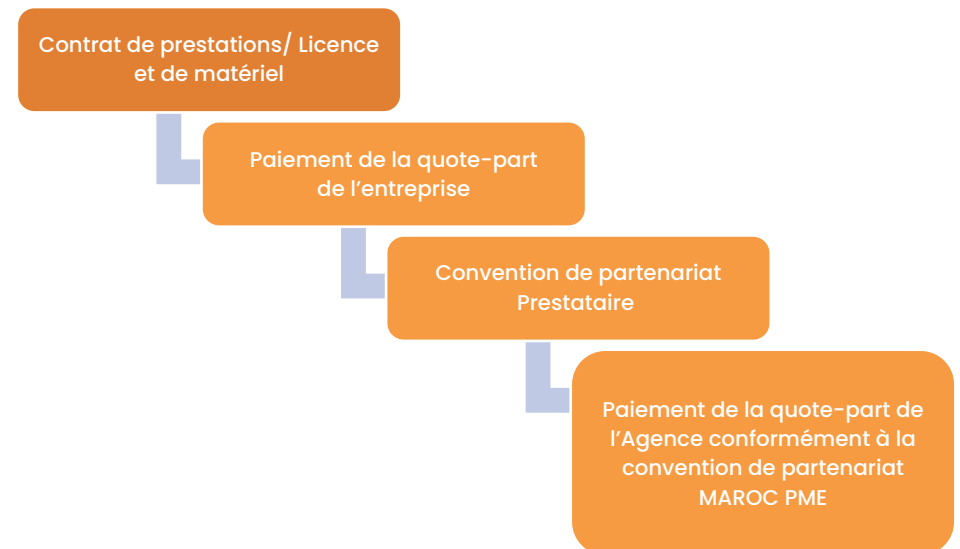 Contrat de prestations/ Licence
et de matériel
Paiement de la quote-part
de l'entreprise
Convention de partenariat
Prestataire
Paiement de la quote-part de
l'Agence conformément à la
convention de partenariat
MAROC PME